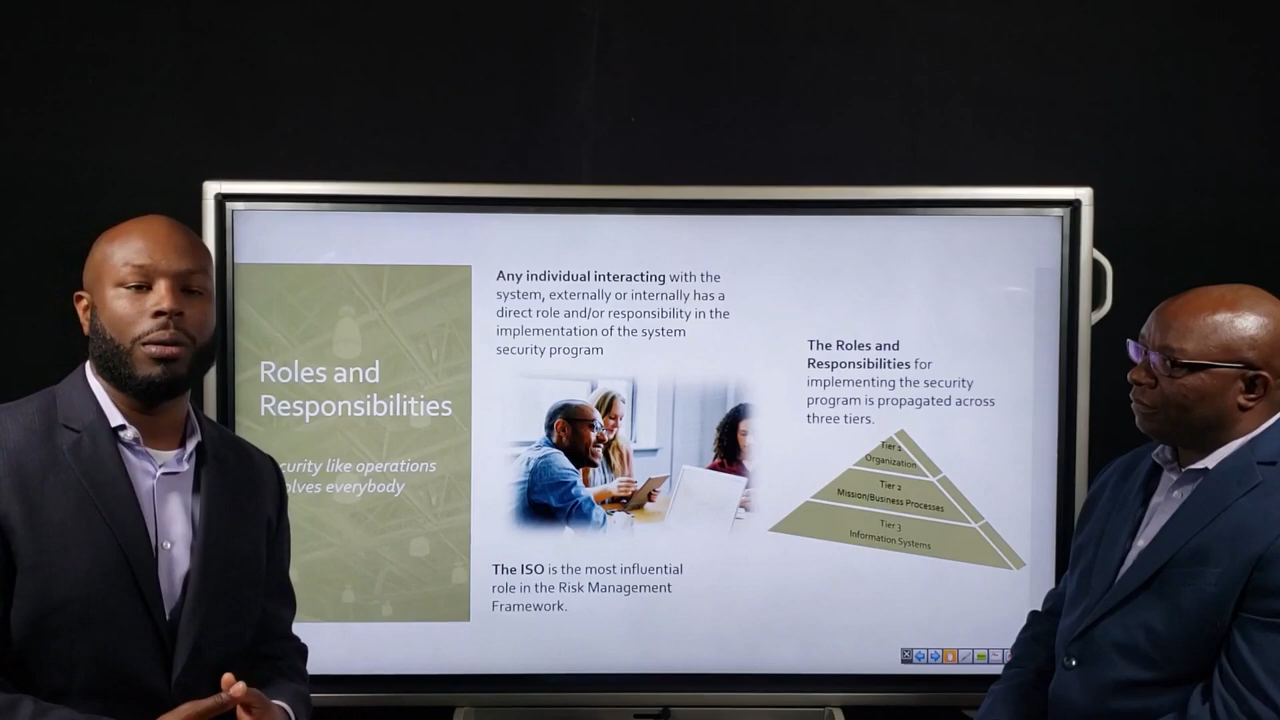 Roles and
Responsibilities
curity like operations
olves everybody
Any individual interacting with the
system, externally or internally has a
direct role and/or responsibility in the
implementation of the system
security program
The ISO is the most influential
role in the Risk Management
Framework.
The Roles and
Responsibilities for
implementing the security
program is propagated across
three tiers.
Tier 1
Organization
Tier 2
Mission/Business Processes
Tier 3
Information Systems